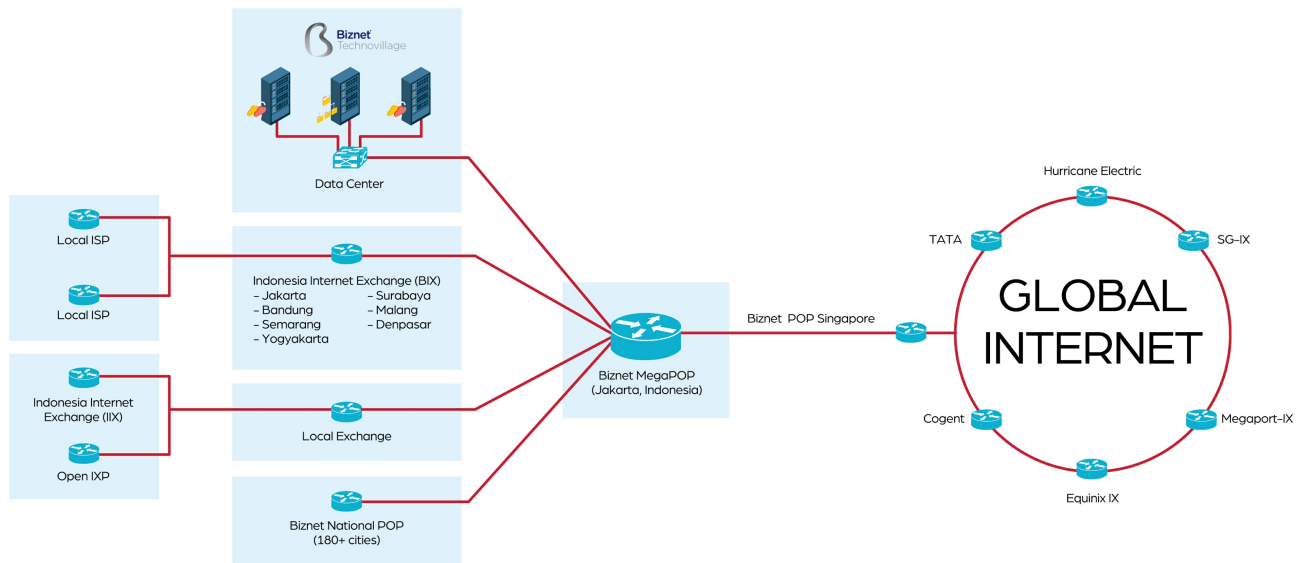 Biznet
Technovillage
Data Center
Local ISP
Local ISP
Indonesia Internet Exchange (BIX)
- Jakarta
- Bandung
- Semarang
- Yogyakarta
- Surabaya
- Malang
- Denpasar
Indonesia Internet
Exchange (IIX)
Open IXP
Local Exchange
Biznet National POP
(180+ cities)
Biznet MegaPOP
(Jakarta, Indonesia)
Biznet POP Singapore
Hurricane Electric
TATA
SG-IX
GLOBAL
INTERNET
Cogent
Megaport-IX
Equinix IX